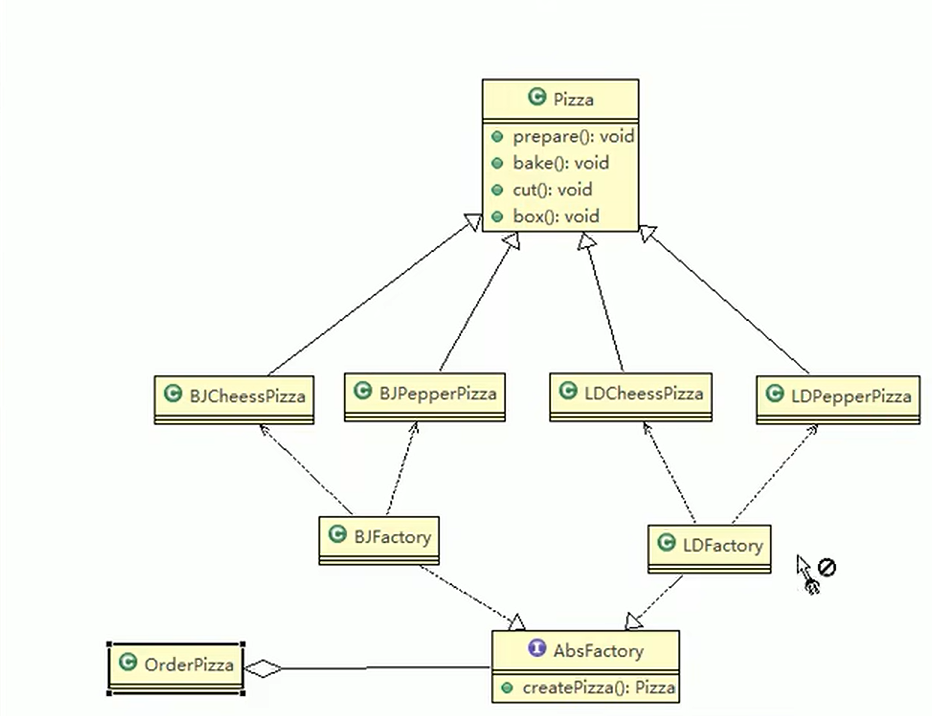 Pizza
prepare(): void
bake(): void
cut(): void
box(): void
BJCheessPizza
BJPepperPizza
LDCheessPizza
LDPepperPizza
BJFactory
LDFactory
OrderPizza
AbsFactory
createPizza(): Pizza